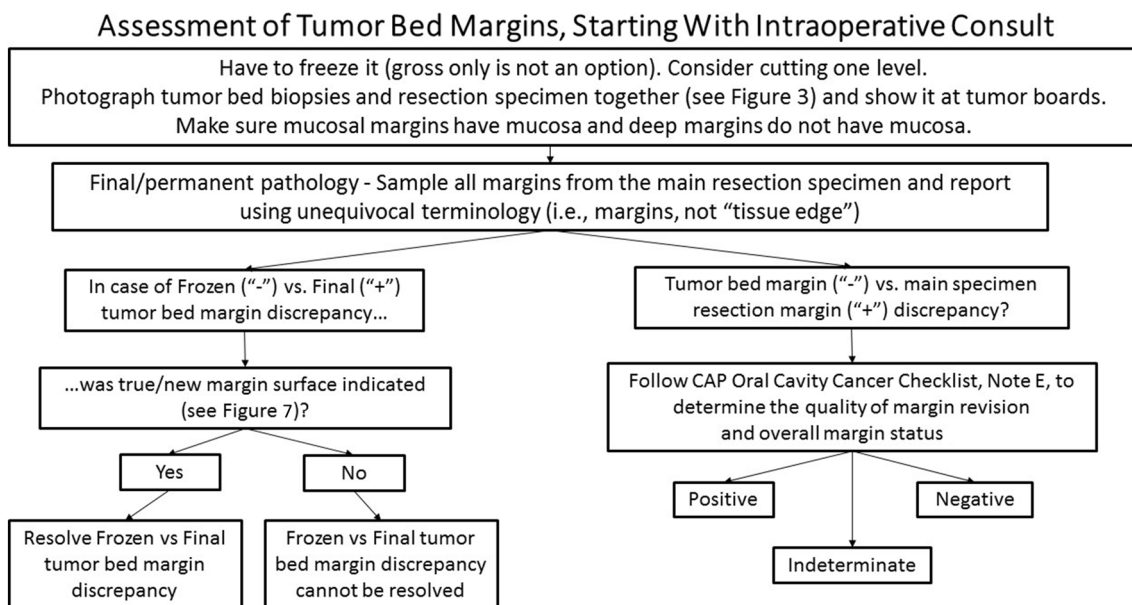 Assessment of Tumor Bed Margins, Starting With Intraoperative Consult
Have to freeze it (gross only is not an option). Consider cutting one level.
Photograph tumor bed biopsies and resection specimen together (see Figure 3) and show it at tumor boards.
Make sure mucosal margins have mucosa and deep margins do not have mucosa.
Final/permanent pathology - Sample all margins from the main resection specimen and report
using unequivocal terminology (i.e., margins, not “tissue edge”)
In case of Frozen (“-”) vs. Final (“+”)
tumor bed margin discrepancy...
...was true/new margin surface indicated
(see Figure 7)?
Yes
No
Resolve Frozen vs Final
tumor bed margin
discrepancy
Frozen vs Final tumor
bed margin discrepancy
cannot be resolved
Tumor bed margin (“-”) vs. main specimen
resection margin (“+”) discrepancy?
Follow CAP Oral Cavity Cancer Checklist, Note E, to
determine the quality of margin revision
and overall margin status
Positive
Negative
Indeterminate